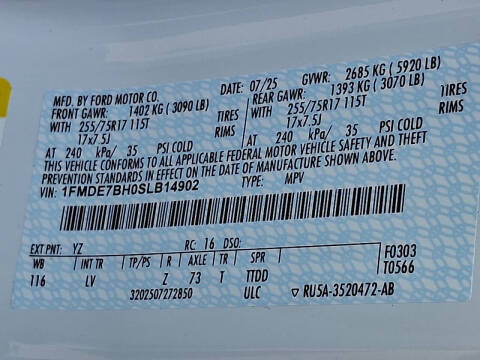 MFD. BY FORD MOTOR CO. DATE: 07/25 GVWR: 2685 KG (5920 LB)
FRONT GAWR: 1402 KG (3090 LB) REAR GAWR: 1393 KG (3070 LB)
WITH 255/75R17 115T TIRES WITH 255/75R17 115T TIRES
17x7.5J RIMS 17x7.5J RIMS
AT 240 kPa/ 35 PSI COLD AT 240 kPa/ 35 PSI COLD
THIS VEHICLE CONFORMS TO ALL APPLICABLE FEDERAL MOTOR VEHICLE SAFETY AND THEFT
PREVENTION STANDARDS IN EFFECT ON THE DATE OF MANUFACTURE SHOWN ABOVE.
VIN: 1FMDE7BH0SLB14902 TYPE: MPV
EXT PNT: YZ RC: 16 DSO:
WB INT TR TP/PS R AXLE TR SPR F0303
116 LV Z 73 T TTDD T0566
3202507272850 ULC RU5A-3520472-AB